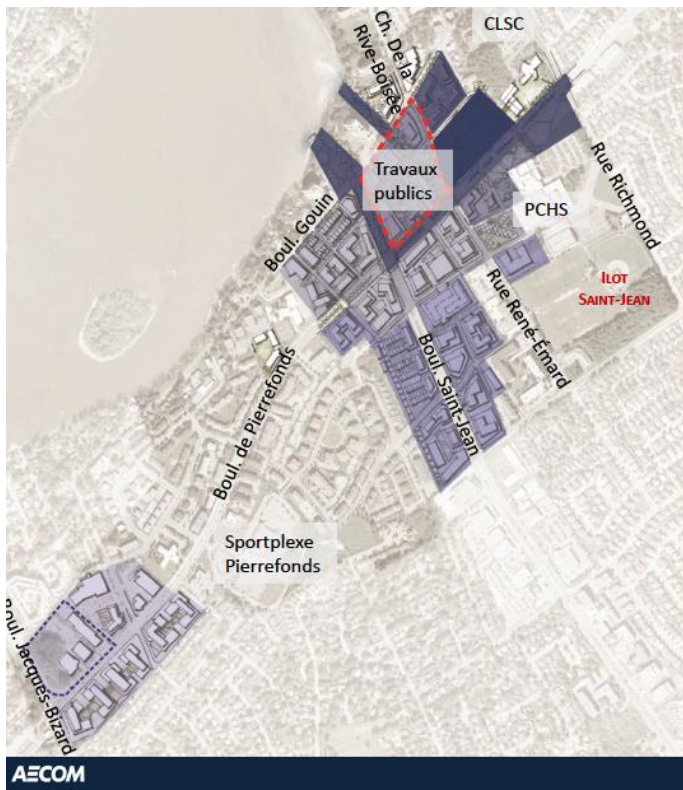 CLSC
Ch. De la
Rive-Boisée
Travaux
publics
Boul. Gouin
PCHS
Rue Richmond
ILOT
SAINT-JEAN
Rue René-Émard
Boul. Saint-Jean
Boul. de Pierrefonds
Sportplexe
Pierrefonds
Boul. Jacques-Bizard
AECOM